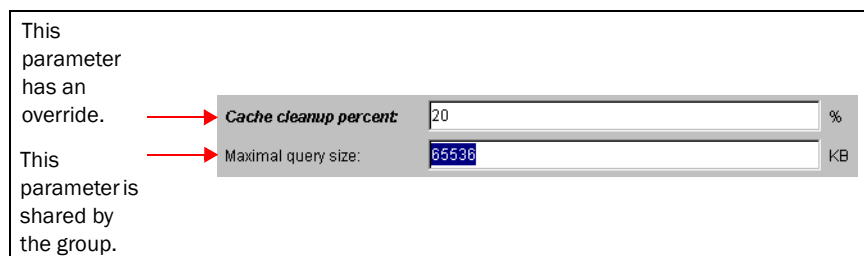 This
parameter
has an
override.
Cache cleanup percent:
20
%
This
parameter is
shared by
the group.
Maximal query size:
65536
KB